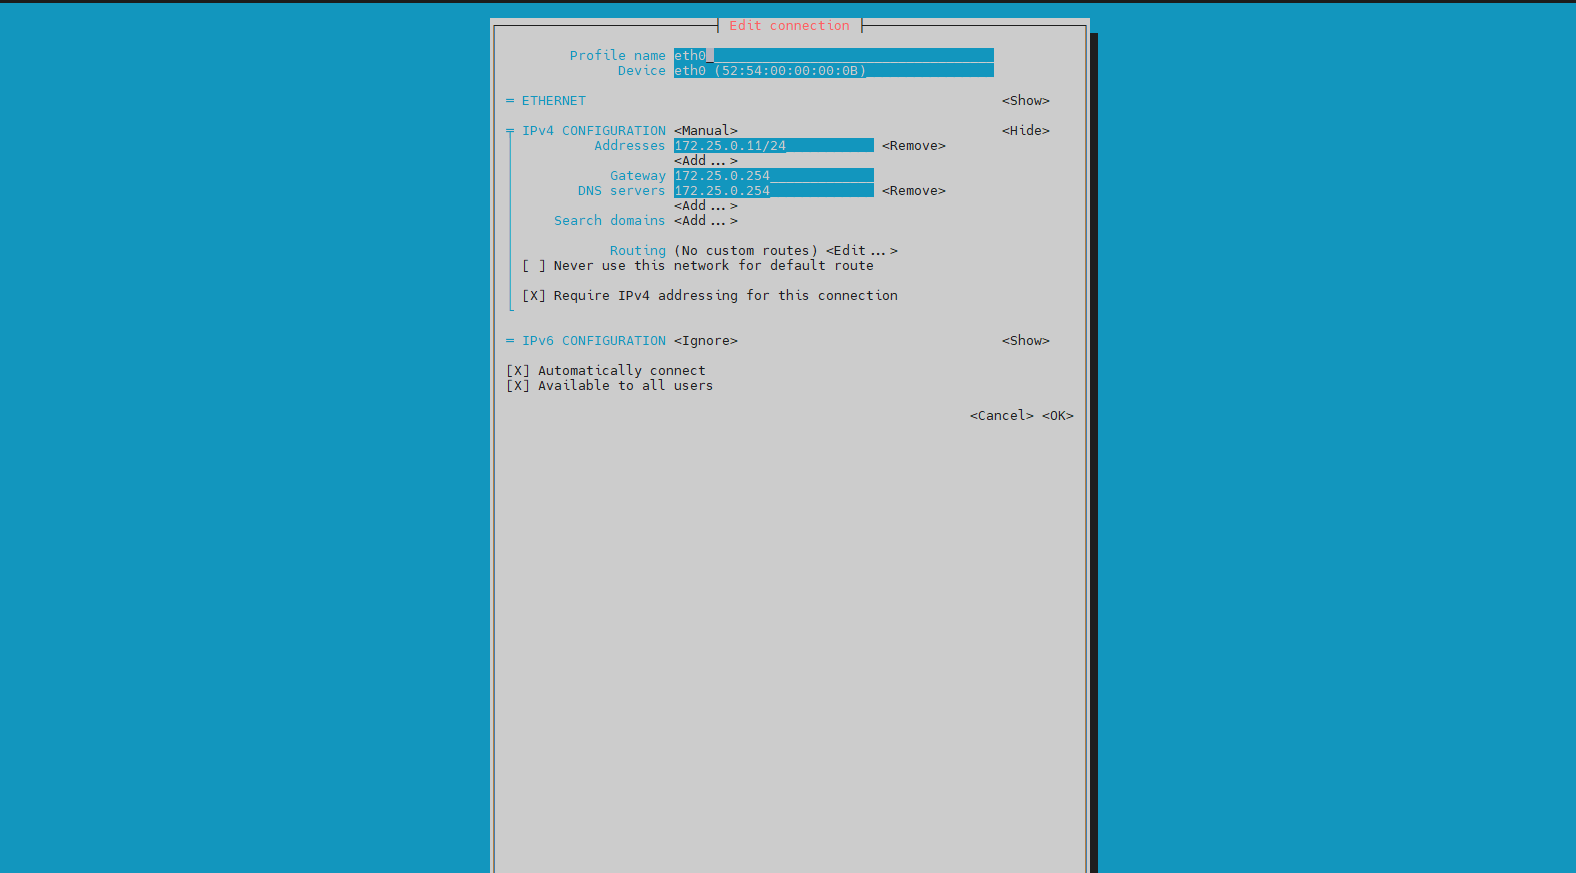 Edit connection
Profile name eth0
Device eth0 (52:54:00:00:00:0B)
= ETHERNET <Show>
IPv4 CONFIGURATION <Manual> <Hide>
Addresses 172.25.0.11/24 <Remove>
<Add...>
Gateway 172.25.0.254
DNS servers 172.25.0.254 <Remove>
<Add...>
Search domains <Add...>
Routing (No custom routes) <Edit...>
[ ] Never use this network for default route
[X] Require IPv4 addressing for this connection
= IPv6 CONFIGURATION <Ignore> <Show>
[X] Automatically connect
[X] Available to all users
<Cancel> <OK>